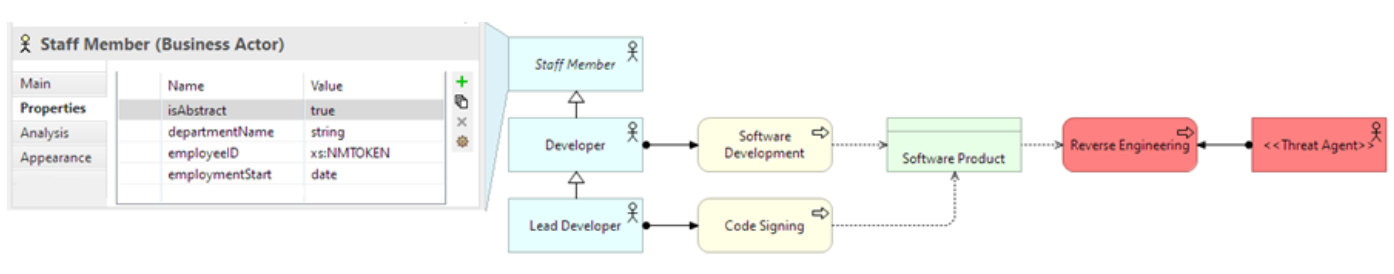 Staff Member (Business Actor)
Main
Properties
Analysis
Appearance
Name Value
isAbstract true
departmentName string
employeeID xs:NMTOKEN
employmentStart date
Staff Member
Developer
Software
Development
Software Product
Reverse Engineering
<<Threat Agent>>
Lead Developer
Code Signing